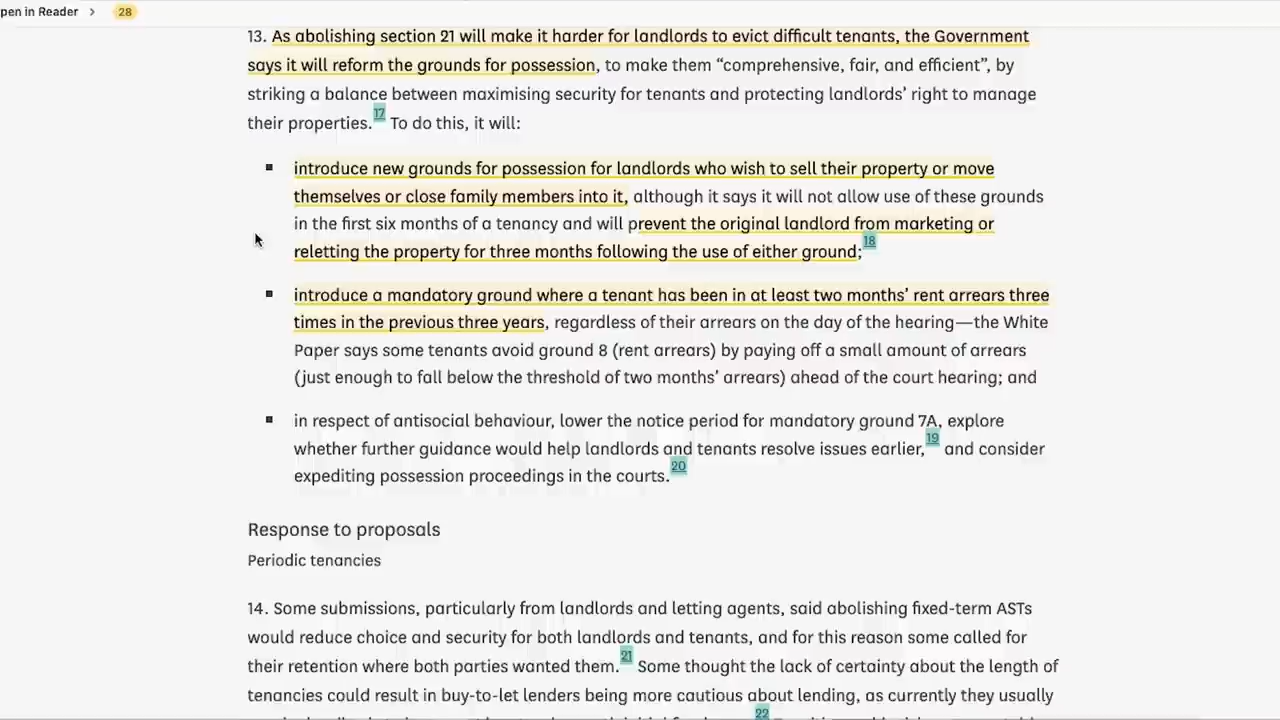 pen in Reader > 28
13. As abolishing section 21 will make it harder for landlords to evict difficult tenants, the Government
says it will reform the grounds for possession, to make them “comprehensive, fair, and efficient”, by
striking a balance between maximising security for tenants and protecting landlords’ right to manage
their properties.17 To do this, it will:
▪ introduce new grounds for possession for landlords who wish to sell their property or move
themselves or close family members into it, although it says it will not allow use of these grounds
in the first six months of a tenancy and will prevent the original landlord from marketing or
reletting the property for three months following the use of either ground;18
▪ introduce a mandatory ground where a tenant has been in at least two months’ rent arrears three
times in the previous three years, regardless of their arrears on the day of the hearing—the White
Paper says some tenants avoid ground 8 (rent arrears) by paying off a small amount of arrears
(just enough to fall below the threshold of two months’ arrears) ahead of the court hearing; and
▪ in respect of antisocial behaviour, lower the notice period for mandatory ground 7A, explore
whether further guidance would help landlords and tenants resolve issues earlier,19 and consider
expediting possession proceedings in the courts.20
Response to proposals
Periodic tenancies
14. Some submissions, particularly from landlords and letting agents, said abolishing fixed-term ASTs
would reduce choice and security for both landlords and tenants, and for this reason some called for
their retention where both parties wanted them.21 Some thought the lack of certainty about the length of
tenancies could result in buy-to-let lenders being more cautious about lending, as currently they usually
22